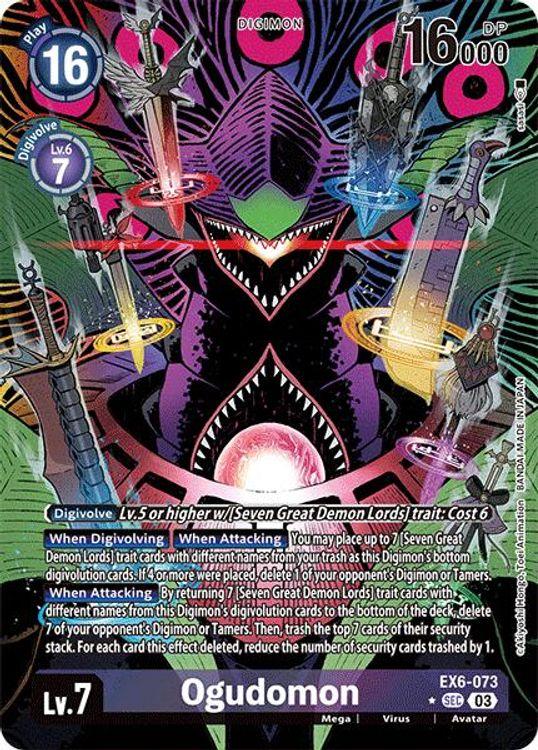 DIGIMON
Play
16
DP
16000
Digivolve
Lv.6
7
Digivolve Lv.5 or higher w/[Seven Great Demon Lords] trait: Cost 6
When Digivolving When Attacking You may place up to 7 [Seven Great
Demon Lords] trait cards with different names from your trash as this Digimon's bottom
digivolution cards. If 4 or more were placed, delete 1 of your opponent's Digimon or Tamers.
When Attacking By returning 7 [Seven Great Demon Lords] trait cards with
different names from this Digimon's digivolution cards to the bottom of the deck, delete
7 of your opponent's Digimon or Tamers. Then, trash the top 7 cards of their security
stack. For each card this effect deleted, reduce the number of security cards trashed by 1.
©Akiyoshi Hongo, Toei Animation BANDAI·MADE IN JAPAN
Lv.7
Ogudomon
EX6-073
SEC
03
Mega | Virus | Avatar